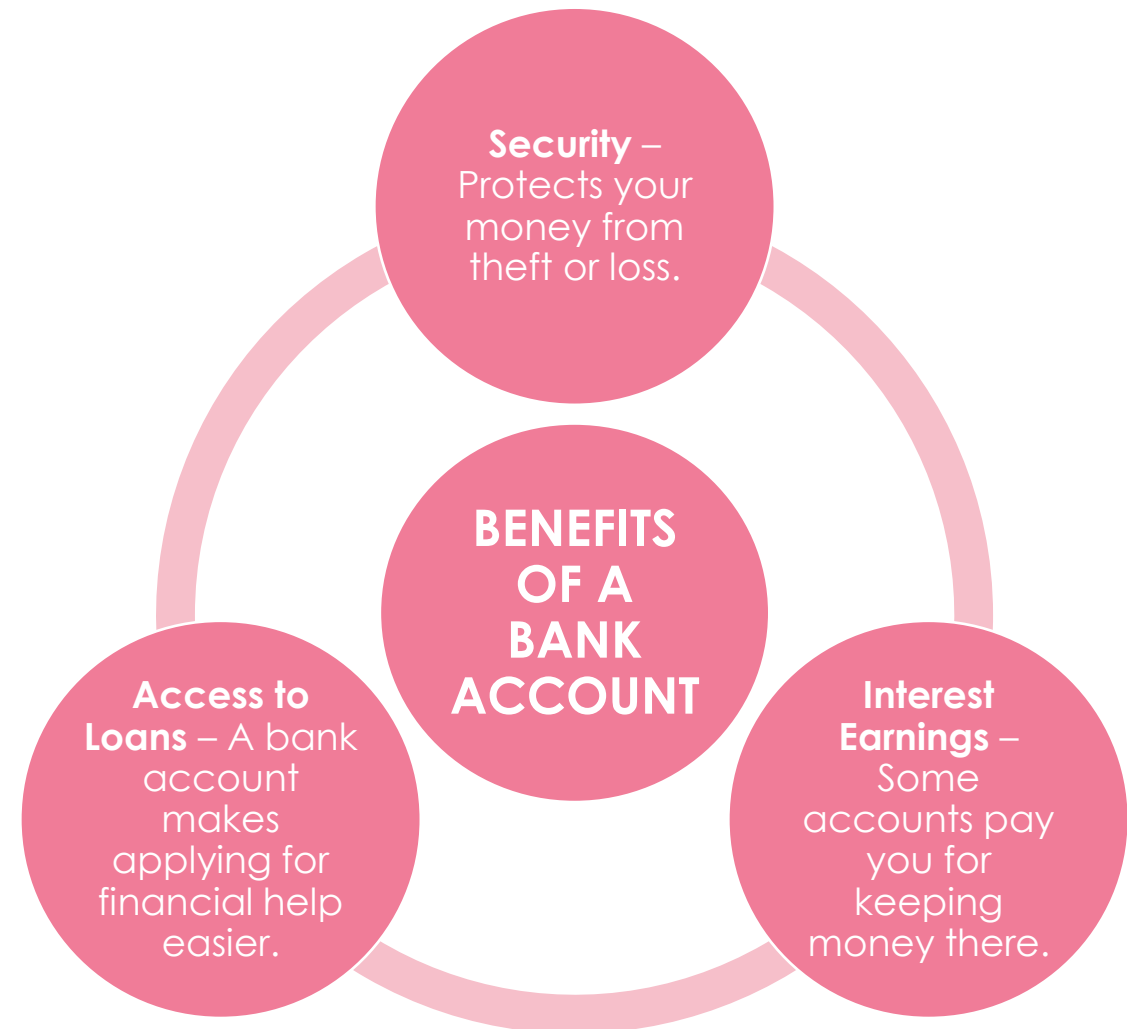 Security –
Protects your
money from
theft or loss.
BENEFITS
OF A
BANK
ACCOUNT
Access to
Loans – A bank
account
makes
applying for
financial help
easier.
Interest
Earnings –
Some
accounts pay
you for
keeping
money there.